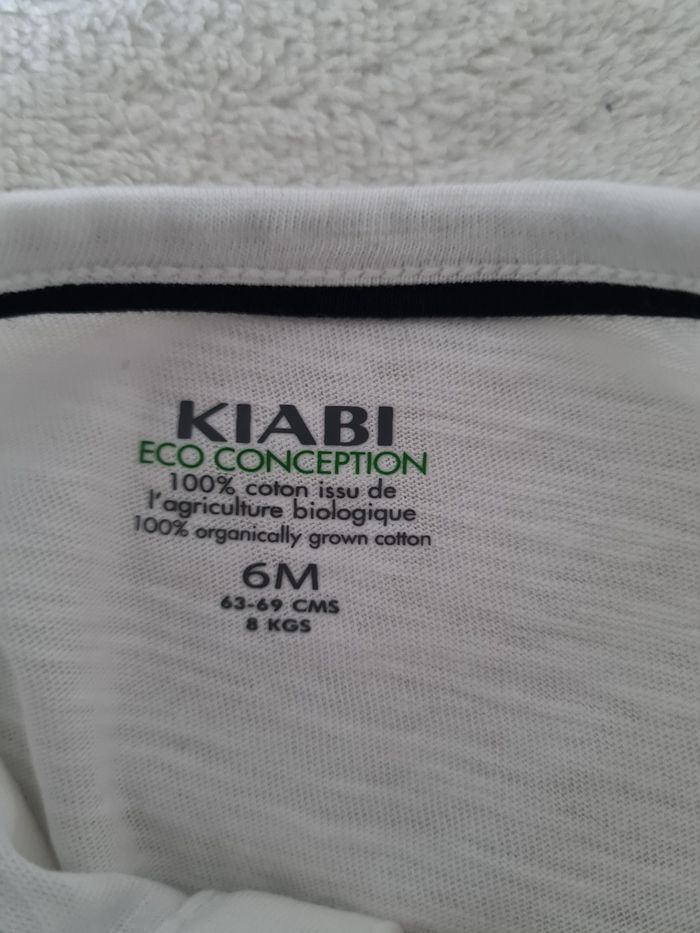 KIABI
ECO CONCEPTION
100% coton issu de
l'agriculture biologique
100% organically grown cotton
6M
63-69 CMS
8 KGS